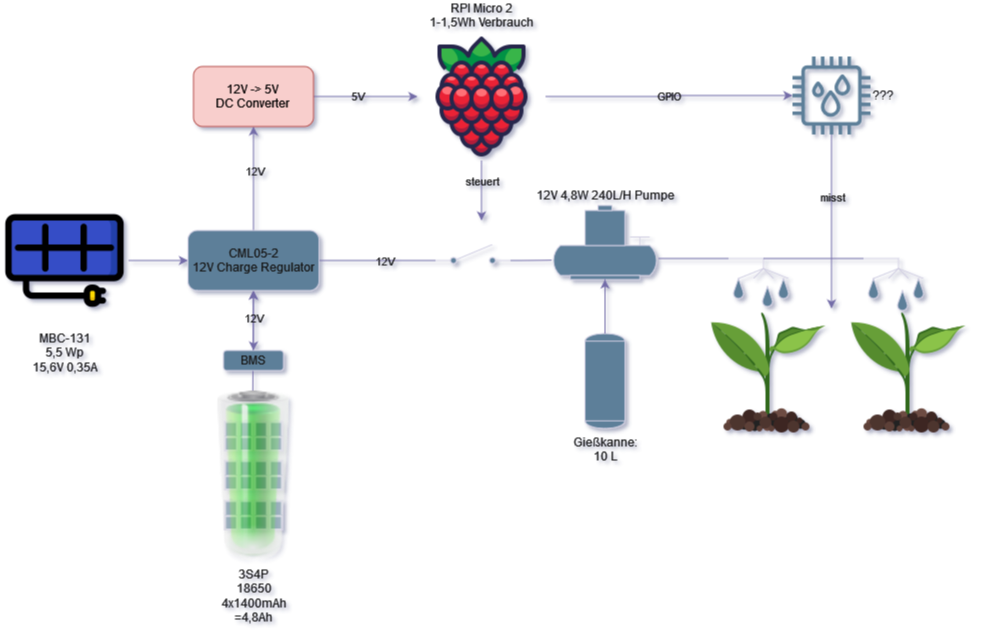 RPI Micro 2
1-1,5Wh Verbrauch
12V -> 5V
DC Converter
5V
GPIO
???
12V
steuert
misst
12V 4,8W 240L/H Pumpe
CML05-2
12V Charge Regulator
12V
12V
MBC-131
5,5 Wp
15,6V 0,35A
BMS
Gießkanne:
10 L
3S4P
18650
4x1400mAh
=4,8Ah